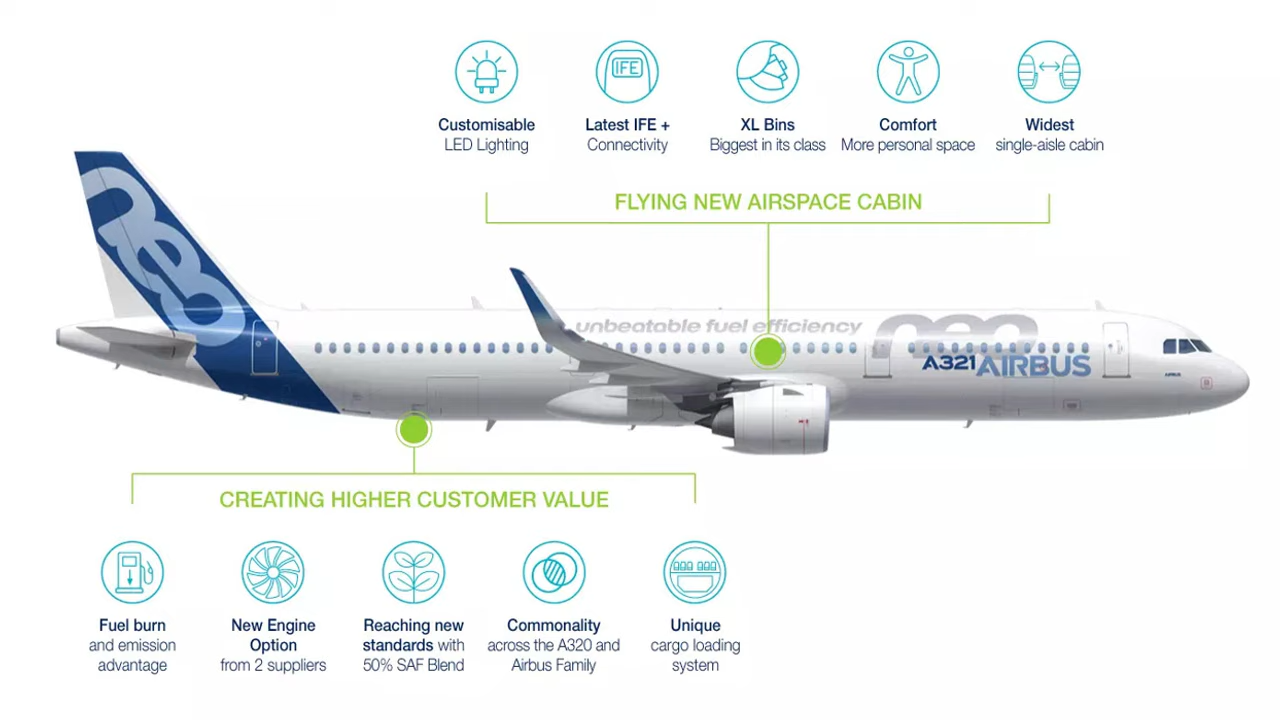 IFE
Customisable
LED Lighting
Latest IFE +
Connectivity
XL Bins
Biggest in its class
Comfort
More personal space
Widest
single-aisle cabin
FLYING NEW AIRSPACE CABIN
neo
unbeatable fuel efficiency
neo
A321 AIRBUS
AIRBUS
CREATING HIGHER CUSTOMER VALUE
Fuel burn
and emission
advantage
New Engine
Option
from 2 suppliers
Reaching new
standards with
50% SAF Blend
Commonality
across the A320 and
Airbus Family
Unique
cargo loading
system